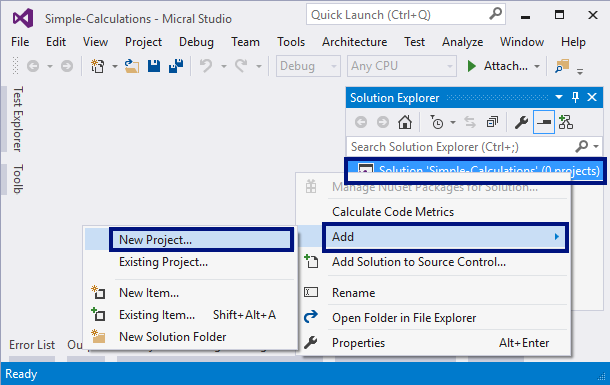 Simple-Calculations - Micral Studio
Quick Launch (Ctrl+Q)
File Edit View Project Debug Team Tools Architecture Test Analyze Window Help
Debug Any CPU Attach...
Test Explorer
Toolb
Solution Explorer
Search Solution Explorer (Ctrl+;)
Solution 'Simple-Calculations' (0 projects)
Manage NuGet Packages for Solution...
Calculate Code Metrics
Add
Add Solution to Source Control...
Rename
Open Folder in File Explorer
Properties Alt+Enter
New Project...
Existing Project...
New Item...
Existing Item... Shift+Alt+A
New Solution Folder
Error List
Ready